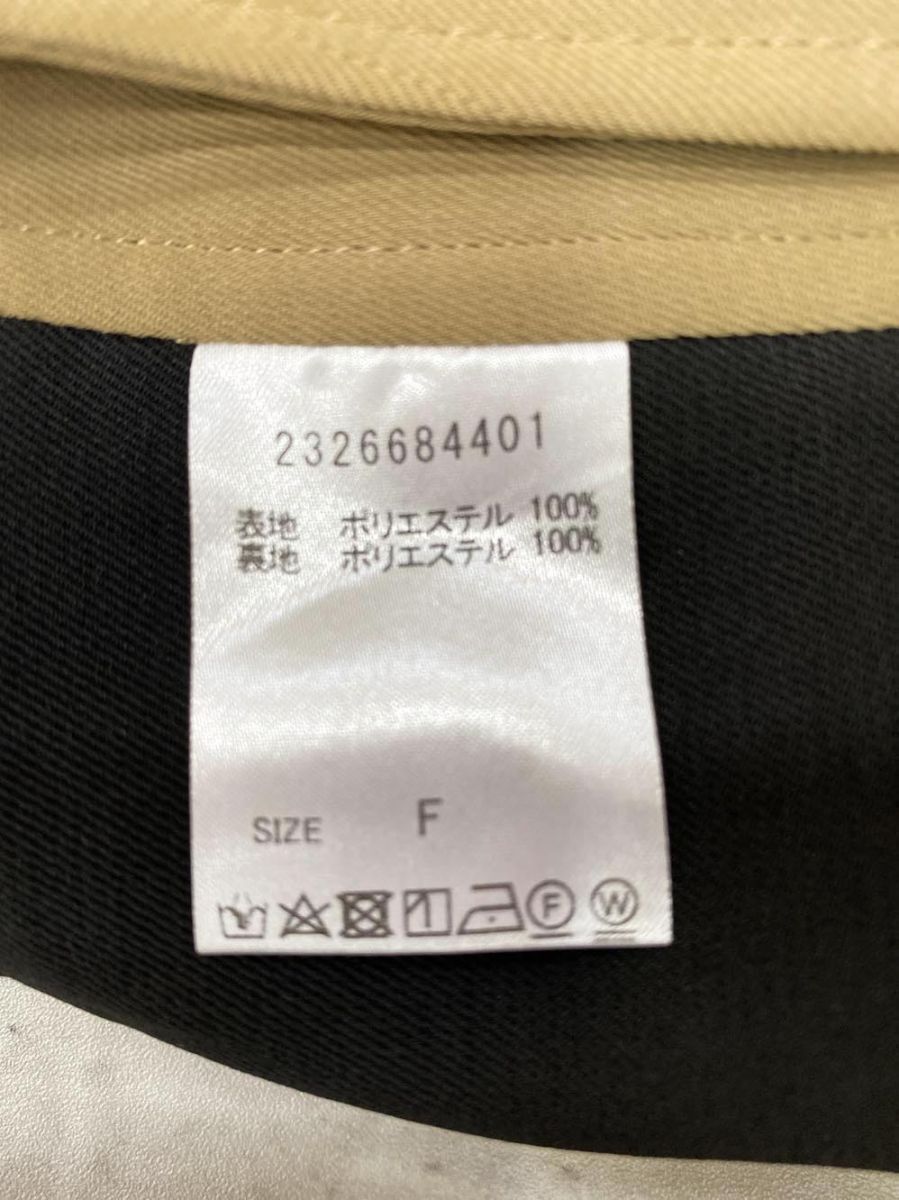 2326684401
表地 ポリエステル 100%
裏地 ポリエステル 100%
SIZE F
F W